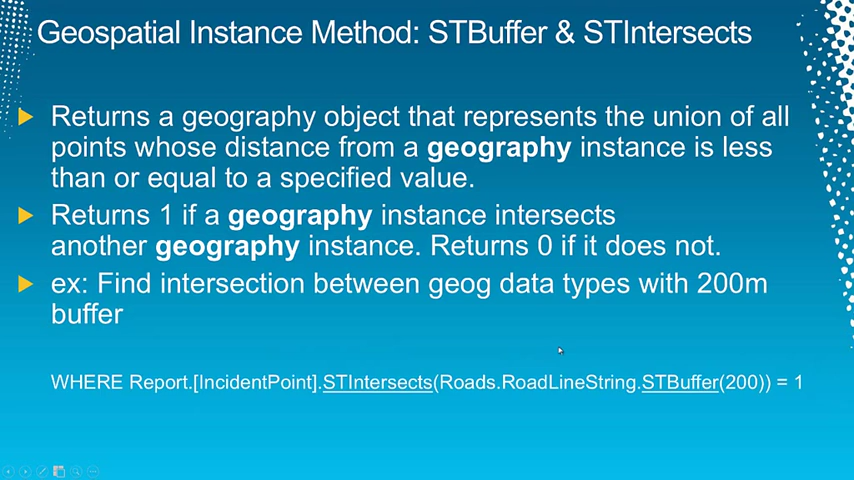 Geospatial Instance Method: STBuffer & STIntersects
Returns a geography object that represents the union of all
points whose distance from a geography instance is less
than or equal to a specified value.
Returns 1 if a geography instance intersects
another geography instance. Returns 0 if it does not.
ex: Find intersection between geog data types with 200m
buffer
WHERE Report.[IncidentPoint].STIntersects(Roads.RoadLineString.STBuffer(200)) = 1